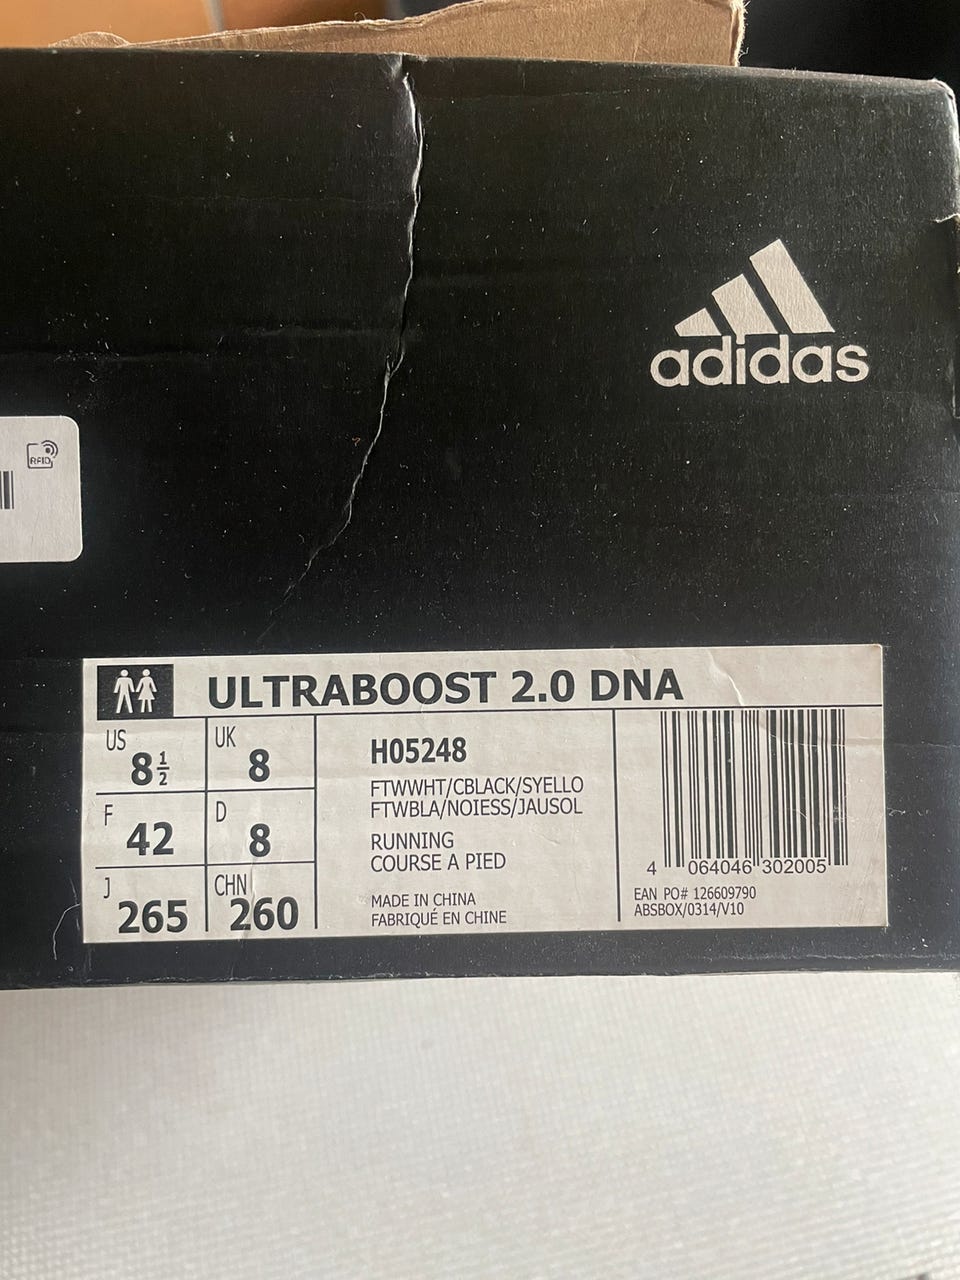 adidas
RFID
ULTRABOOST 2.0 DNA
US 8½
UK 8
F 42
D 8
J 265
CHN 260
H05248
FTWWHT/CBLACK/SYELLO
FTWBLA/NOIESS/JAUSOL
RUNNING
COURSE A PIED
MADE IN CHINA
FABRIQUÉ EN CHINE
4 064046 302005
EAN PO# 126609790
ABSBOX/0314/V10